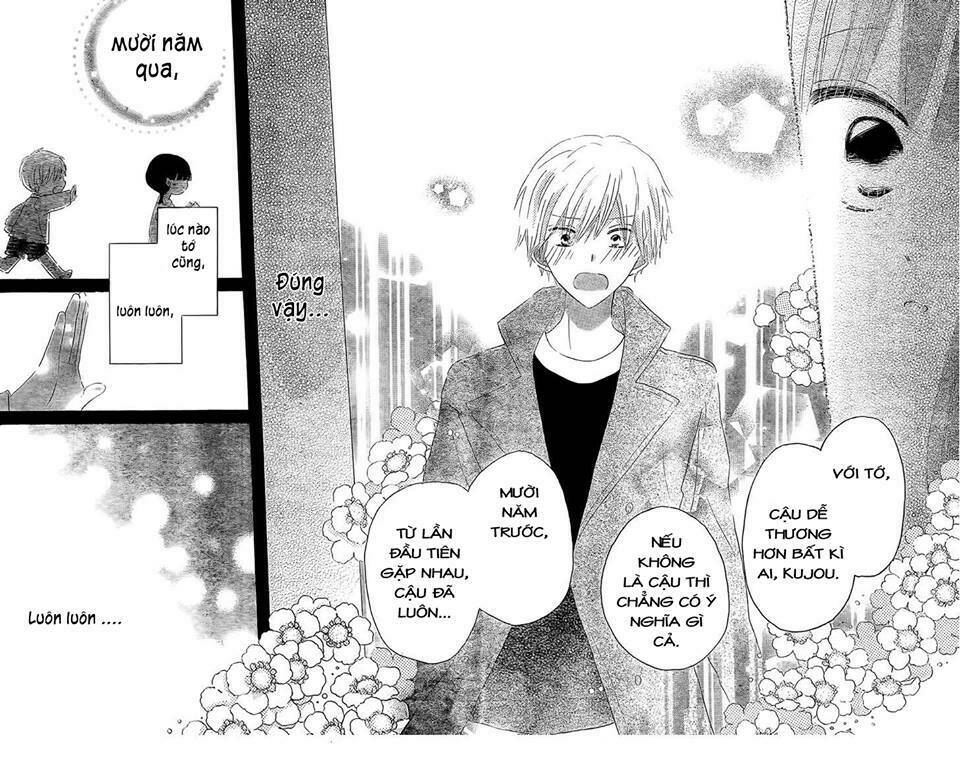 VỚI TỚ,
CẬU DỄ
THƯƠNG
HƠN BẤT KÌ
AI, KUJOU.
NẾU
KHÔNG
LÀ CẬU THÌ
CHẲNG CÓ Ý
NGHĨA GÌ
CẢ.
MƯỜI
NĂM
TRƯỚC,
TỪ LẦN
ĐẦU TIÊN
GẶP NHAU,
CẬU ĐÃ
LUÔN...
Đúng
vậy...
MƯỜI NĂM
QUA,
lúc nào
tớ
cũng,
luôn luôn,
Luôn luôn ....